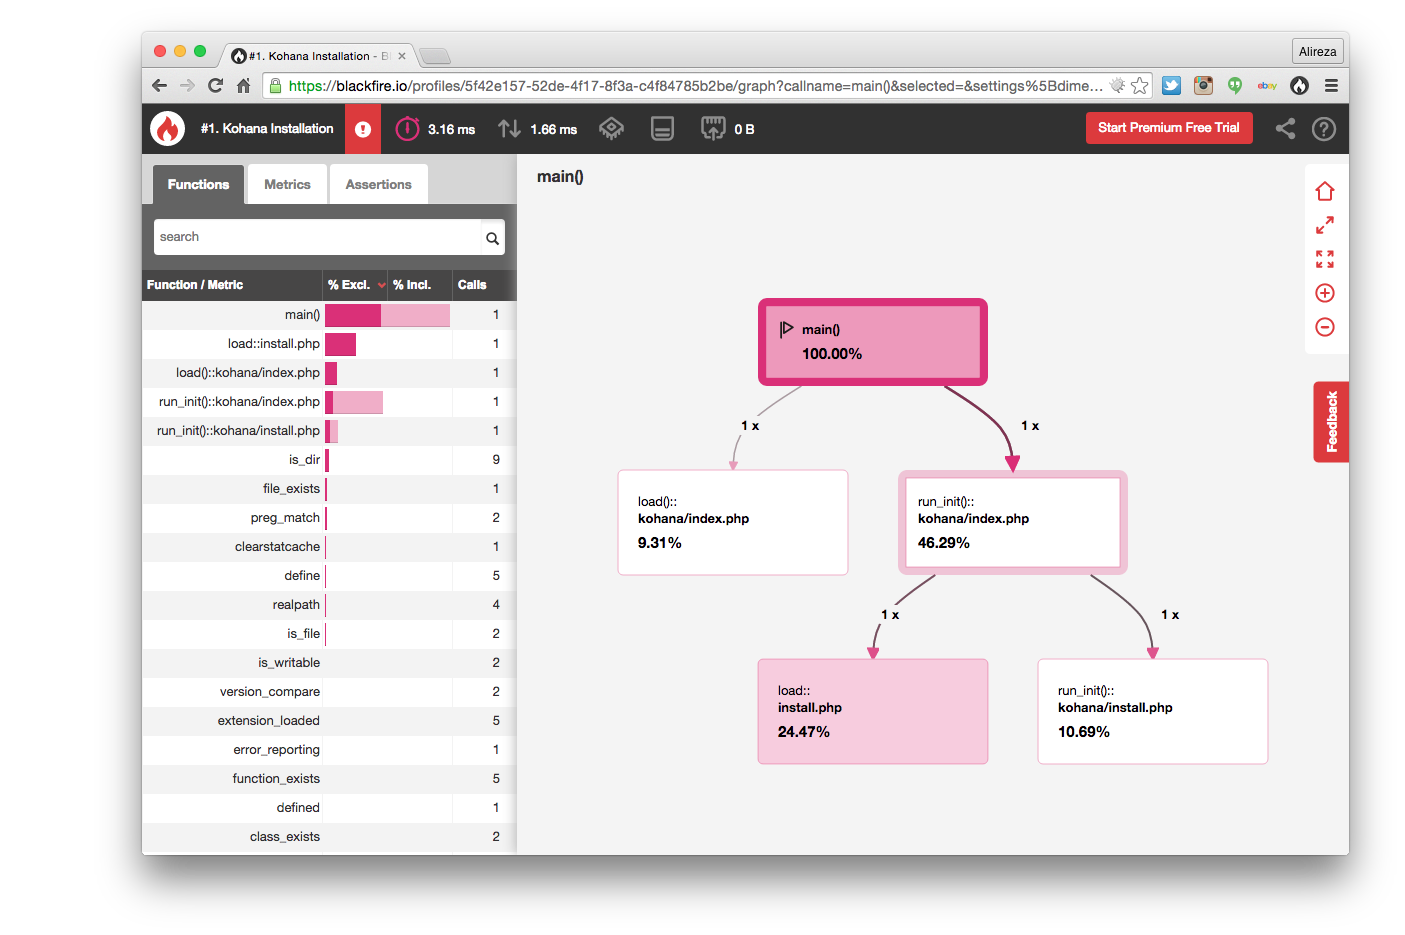 #1. Kohana Installation - Bl
Alireza
https://blackfire.io/profiles/5f42e157-52de-4f17-8f3a-c4f84785b2be/graph?callname=main()&selected=&settings%5Bdime...
ebay
#1. Kohana Installation
3.16 ms
1.66 ms
0 B
Start Premium Free Trial
Functions
Metrics
Assertions
search
Function / Metric
% Excl.
% Incl.
Calls
main() 1
load::install.php 1
load()::kohana/index.php 1
run_init()::kohana/index.php 1
run_init()::kohana/install.php 1
is_dir 9
file_exists 1
preg_match 2
clearstatcache 1
define 5
realpath 4
is_file 2
is_writable 2
version_compare 2
extension_loaded 5
error_reporting 1
function_exists 5
defined 1
class_exists 2
main()
main()
100.00%
1 x
1 x
load()::
kohana/index.php
9.31%
run_init()::
kohana/index.php
46.29%
1 x
1 x
load::
install.php
24.47%
run_init()::
kohana/install.php
10.69%
Feedback